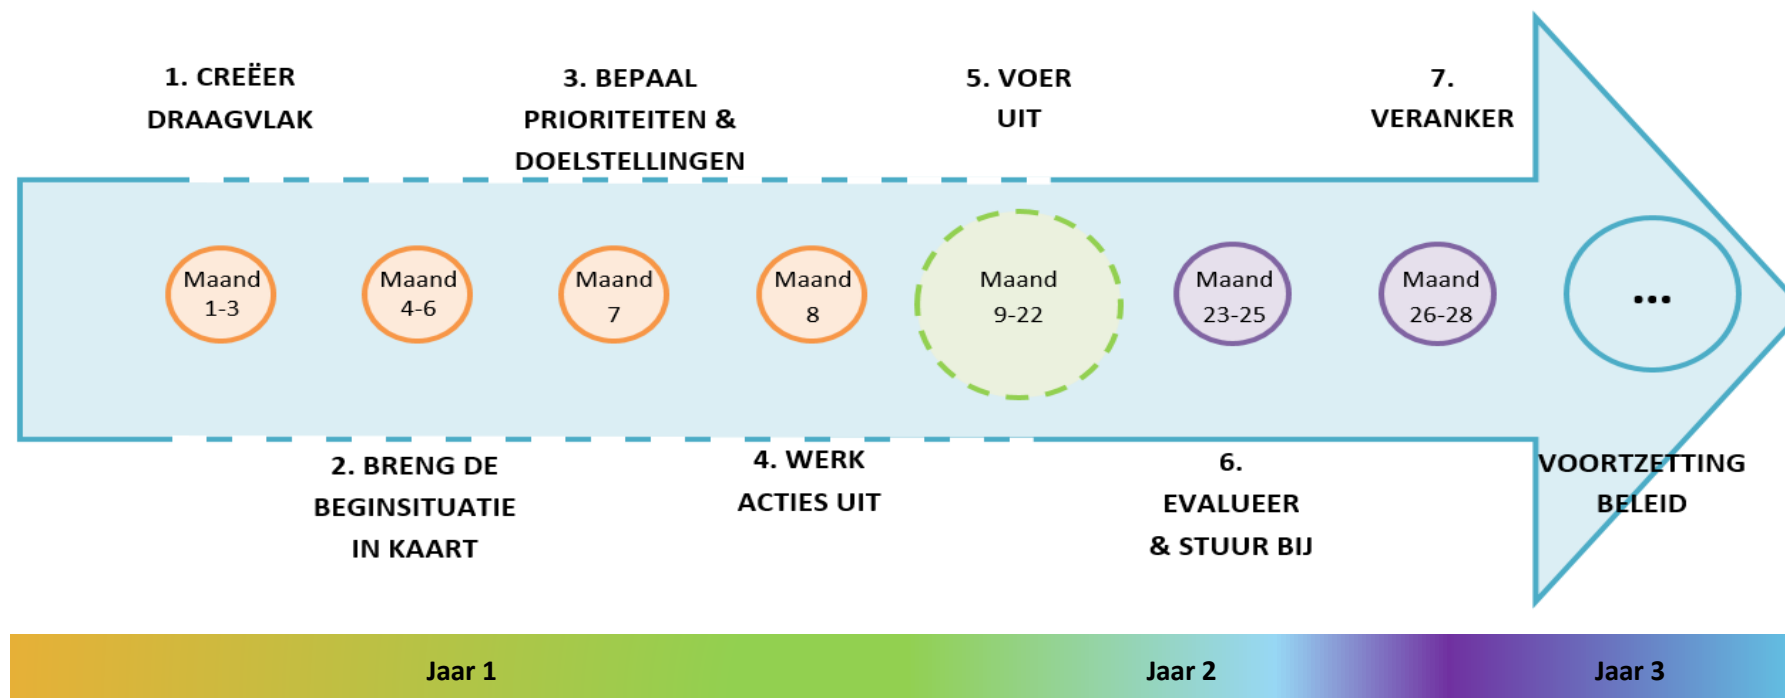 1. CREËER
DRAAGVLAK
3. BEPAAL
PRIORITEITEN &
DOELSTELLINGEN
5. VOER
UIT
7.
VERANKER
Maand
1-3
Maand
4-6
Maand
7
Maand
8
Maand
9-22
Maand
23-25
Maand
26-28
...
2. BRENG DE
BEGINSITUATIE
IN KAART
4. WERK
ACTIES UIT
6.
EVALUEER
& STUUR BIJ
VOORTZETTING
BELEID
Jaar 1
Jaar 2
Jaar 3